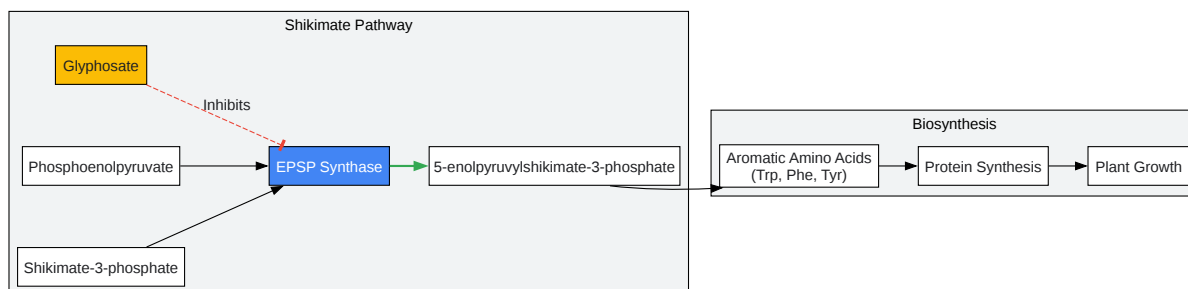 Shikimate Pathway
Glyphosate
Inhibits
Phosphoenolpyruvate
EPSP Synthase
5-enolpyruvylshikimate-3-phosphate
Shikimate-3-phosphate
Biosynthesis
Aromatic Amino Acids
(Trp, Phe, Tyr)
Protein Synthesis
Plant Growth